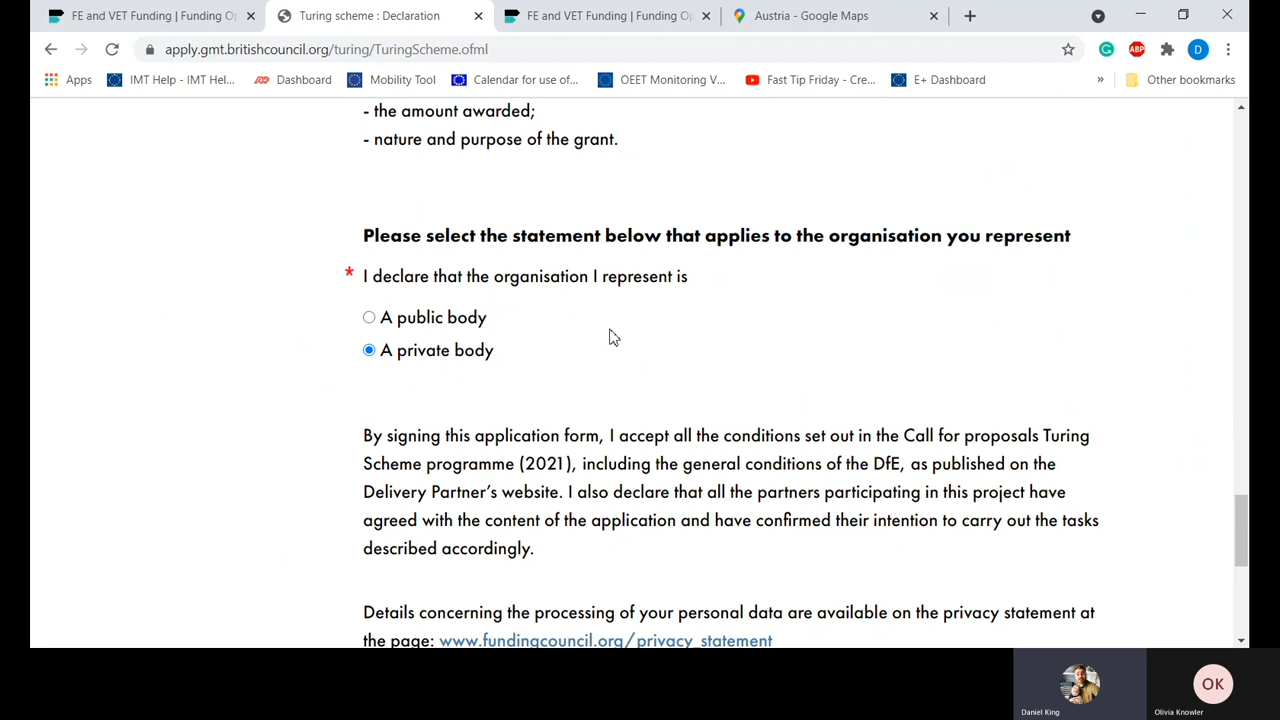 FE and VET Funding | Funding Op
Turing scheme : Declaration
FE and VET Funding | Funding Op
Austria - Google Maps
apply.gmt.britishcouncil.org/turing/TuringScheme.ofml
ABP
D
Apps
IMT Help - IMT Hel...
Dashboard
Mobility Tool
Calendar for use of...
OEET Monitoring V...
Fast Tip Friday - Cre...
E+ Dashboard
»
Other bookmarks
- the amount awarded;
- nature and purpose of the grant.
Please select the statement below that applies to the organisation you represent
* I declare that the organisation I represent is
A public body
A private body
By signing this application form, I accept all the conditions set out in the Call for proposals Turing
Scheme programme (2021), including the general conditions of the DfE, as published on the
Delivery Partner's website. I also declare that all the partners participating in this project have
agreed with the content of the application and have confirmed their intention to carry out the tasks
described accordingly.
Details concerning the processing of your personal data are available on the privacy statement at
the page: www.fundingcouncil.org/privacy_statement
OK
Daniel King
Olivia Knowler